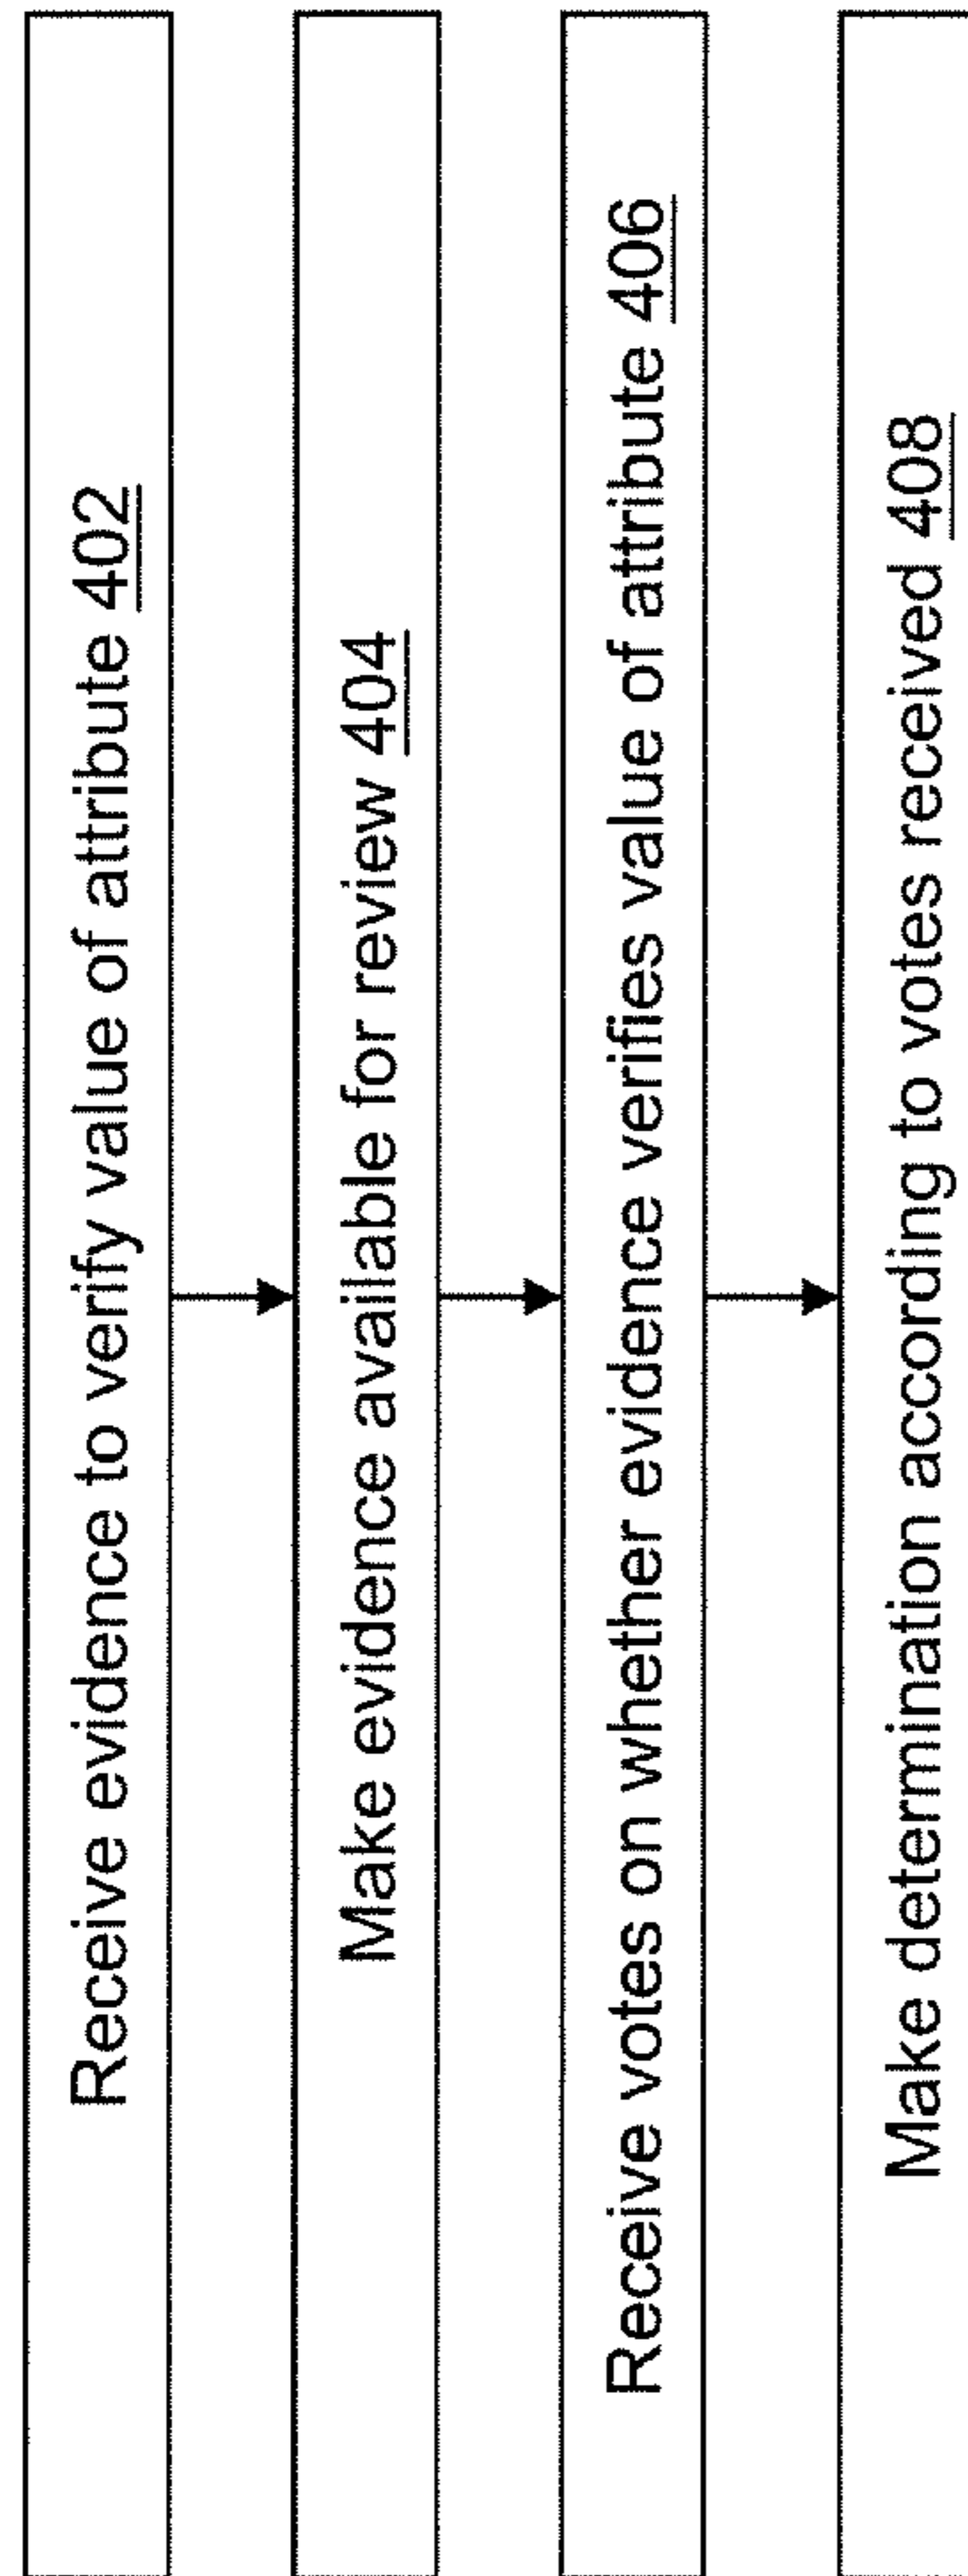 Receive evidence to verify value of attribute 402
Make evidence available for review 404
Receive votes on whether evidence verifies value of attribute 406
Make determination according to votes received 408